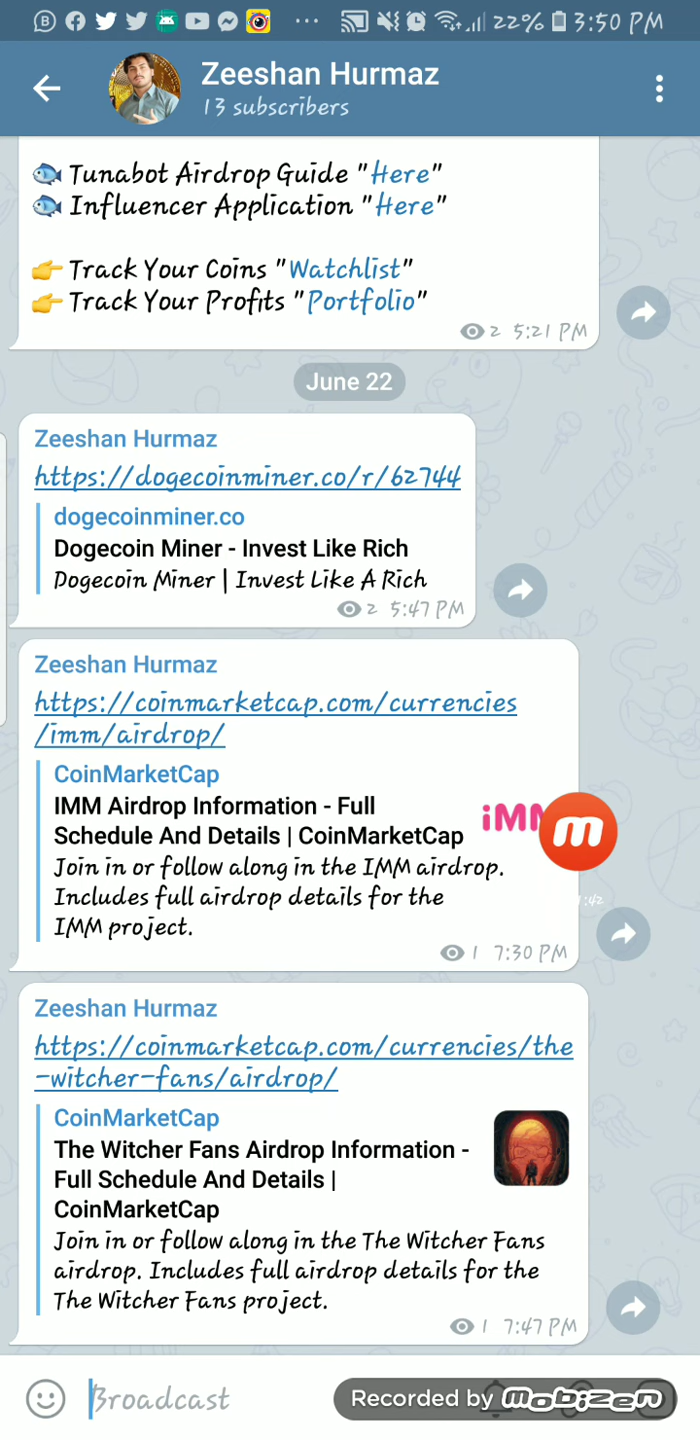 22% 3:50 PM
Zeeshan Hurmaz
13 subscribers
Tunabot Airdrop Guide "Here"
Influencer Application "Here"
Track Your Coins "Watchlist"
Track Your Profits "Portfolio"
2 5:21 PM
June 22
Zeeshan Hurmaz
https://dogecoinminer.co/r/62744
dogecoinminer.co
Dogecoin Miner - Invest Like Rich
Dogecoin Miner | Invest Like A Rich
2 5:47 PM
Zeeshan Hurmaz
https://coinmarketcap.com/currencies
/imm/airdrop/
CoinMarketCap
IMM Airdrop Information - Full
Schedule And Details | CoinMarketCap
Join in or follow along in the IMM airdrop.
Includes full airdrop details for the
IMM project.
1 7:30 PM
Zeeshan Hurmaz
https://coinmarketcap.com/currencies/the
-witcher-fans/airdrop/
CoinMarketCap
The Witcher Fans Airdrop Information -
Full Schedule And Details |
CoinMarketCap
Join in or follow along in the The Witcher Fans
airdrop. Includes full airdrop details for the
The Witcher Fans project.
1 7:47 PM
Broadcast
Recorded by mobizen